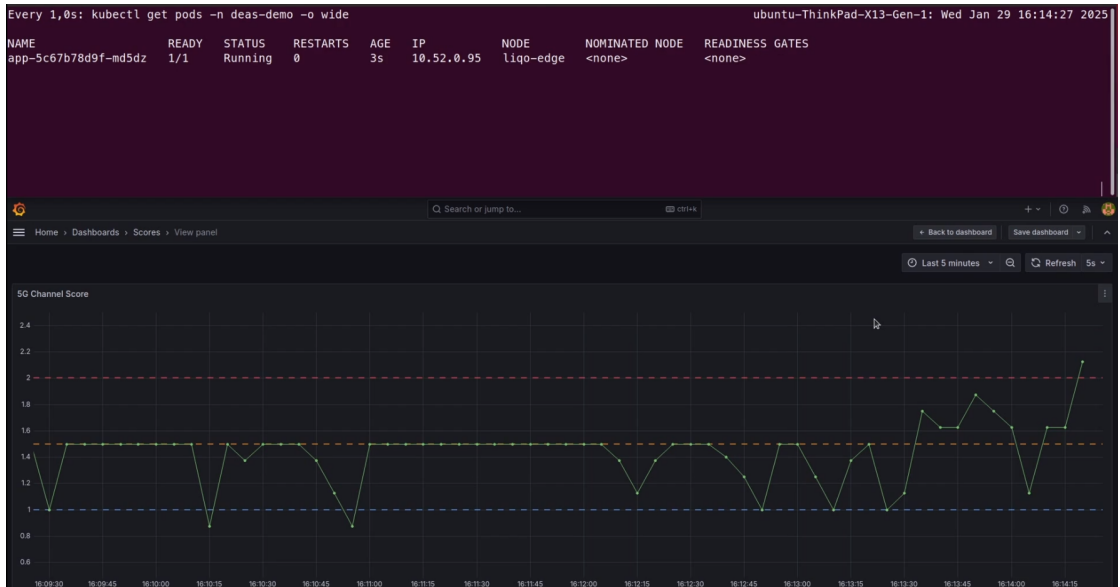 Every 1,0s: kubectl get pods -n deas-demo -o wide ubuntu-ThinkPad-X13-Gen-1: Wed Jan 29 16:14:27 2025
NAME READY STATUS RESTARTS AGE IP NODE NOMINATED NODE READINESS GATES
app-5c67b78d9f-md5dz 1/1 Running 0 3s 10.52.0.95 liqo-edge <none> <none>
Search or jump to... ctrl+k
Home › Dashboards › Scores › View panel ← Back to dashboard Save dashboard
Last 5 minutes Refresh 5s
5G Channel Score
2.4
2.2
2
1.8
1.6
1.4
1.2
1
0.8
0.6
16:09:30 16:09:45 16:10:00 16:10:15 16:10:30 16:10:45 16:11:00 16:11:15 16:11:30 16:11:45 16:12:00 16:12:15 16:12:30 16:12:45 16:13:00 16:13:15 16:13:30 16:13:45 16:14:00 16:14:15